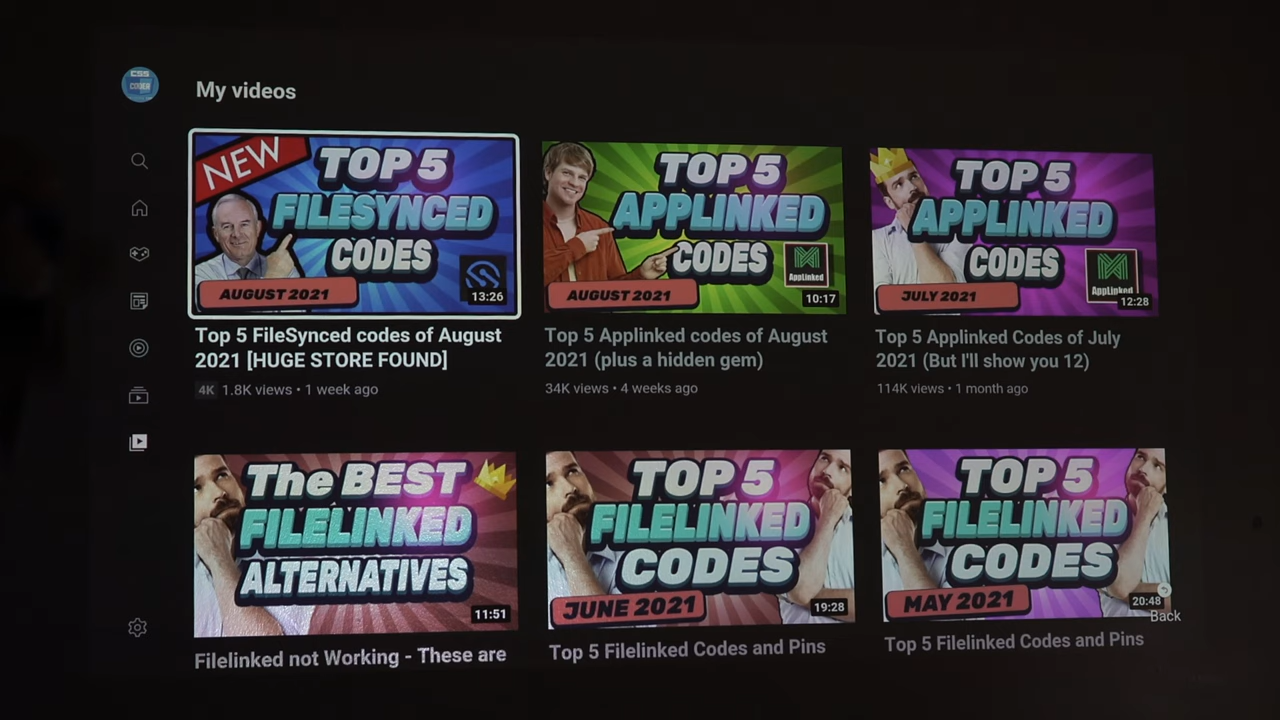 CSS
CODER
My videos
NEW
TOP 5
FILESYNCED
CODES
AUGUST 2021
13:26
TOP 5
APPLINKED
CODES
AppLinked
AUGUST 2021
10:17
TOP 5
APPLINKED
CODES
AppLinked
JULY 2021
12:28
Top 5 FileSynced codes of August
2021 [HUGE STORE FOUND]
4K 1.8K views • 1 week ago
Top 5 Applinked codes of August
2021 (plus a hidden gem)
34K views • 4 weeks ago
Top 5 Applinked Codes of July
2021 (But I'll show you 12)
114K views • 1 month ago
The BEST
FILELINKED
ALTERNATIVES
11:51
TOP 5
FILELINKED
CODES
JUNE 2021
19:28
TOP 5
FILELINKED
CODES
MAY 2021
20:48
Back
Filelinked not Working - These are
Top 5 Filelinked Codes and Pins
Top 5 Filelinked Codes and Pins